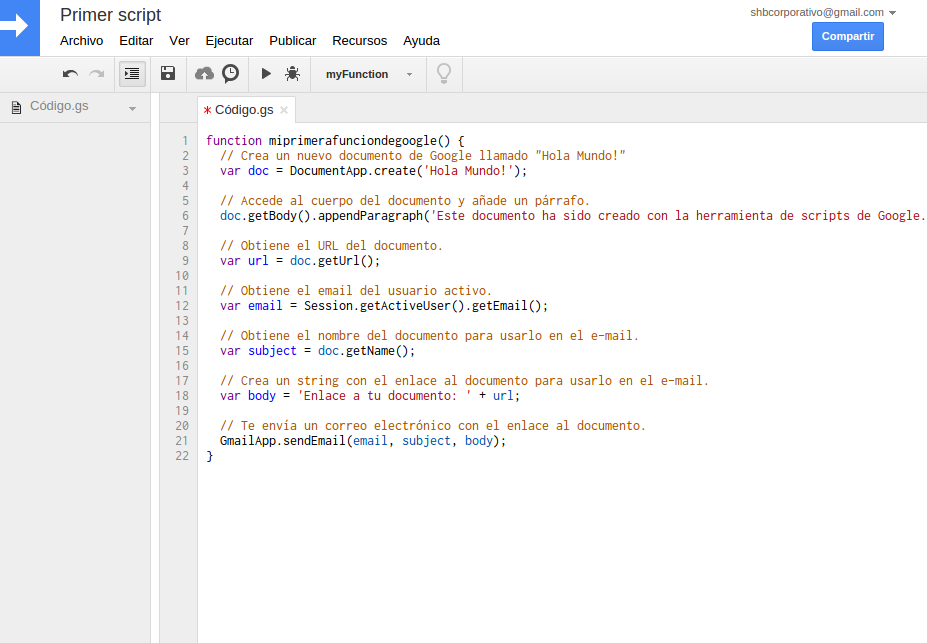 Primer script
shbcorporativo@gmail.com
Archivo Editar Ver Ejecutar Publicar Recursos Ayuda
Compartir
myFunction
Código.gs
* Código.gs ×
1 function miprimerafunciondegoogle() {
2 // Crea un nuevo documento de Google llamado "Hola Mundo!"
3 var doc = DocumentApp.create('Hola Mundo!');
4
5 // Accede al cuerpo del documento y añade un párrafo.
6 doc.getBody().appendParagraph('Este documento ha sido creado con la herramienta de scripts de Google.
7
8 // Obtiene el URL del documento.
9 var url = doc.getUrl();
10
11 // Obtiene el email del usuario activo.
12 var email = Session.getActiveUser().getEmail();
13
14 // Obtiene el nombre del documento para usarlo en el e-mail.
15 var subject = doc.getName();
16
17 // Crea un string con el enlace al documento para usarlo en el e-mail.
18 var body = 'Enlace a tu documento: ' + url;
19
20 // Te envía un correo electrónico con el enlace al documento.
21 GmailApp.sendEmail(email, subject, body);
22 }